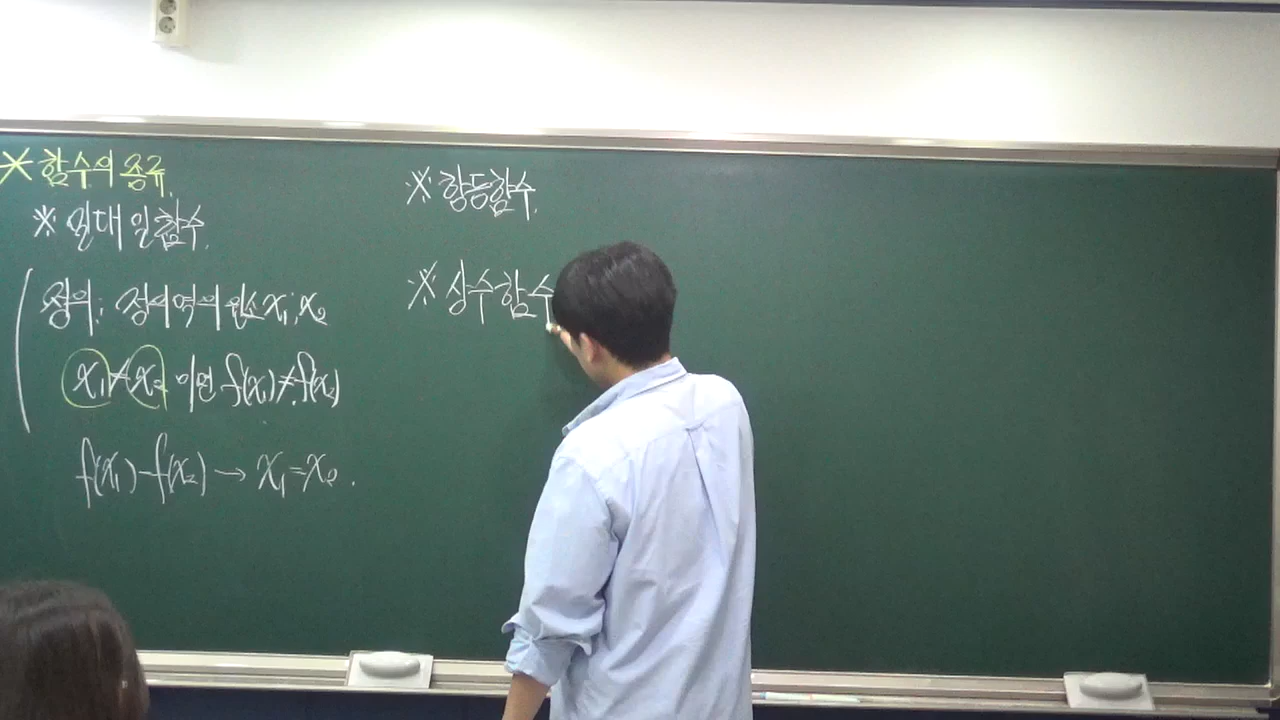 * 함수의 종류.
※ 일대일함수.
정의: 정의역의 원소 x₁, x₂
x₁≠x₂ 이면 f(x₁)≠f(x₂)
f(x₁)=f(x₂) → x₁=x₂.
※ 항등함수.
※ 상수함수